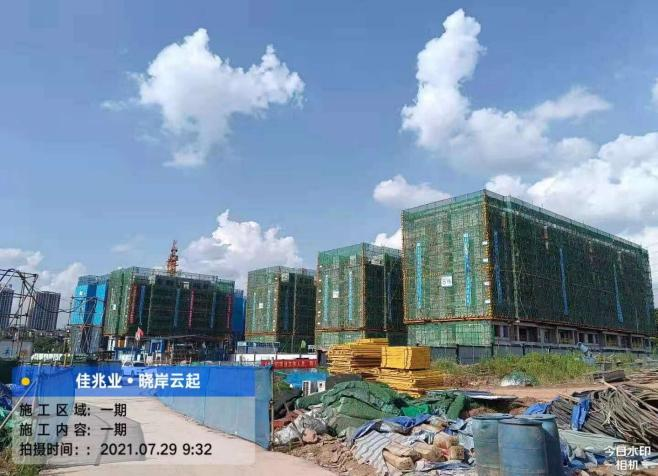 佳兆业·晓岸云起
施工区域: 一期
施工内容: 一期
拍摄时间: : 2021.07.29 9:32
今日水印
相机